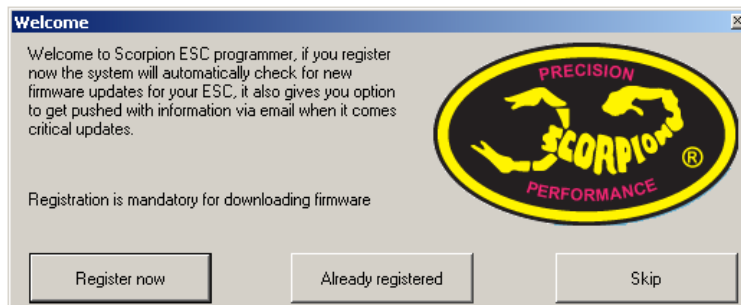 Welcome
Welcome to Scorpion ESC programmer, if you register
now the system will automatically check for new
firmware updates for your ESC, it also gives you option
to get pushed with information via email when it comes
critical updates.
Registration is mandatory for downloading firmware
PRECISION
SCORPION
®
PERFORMANCE
Register now
Already registered
Skip